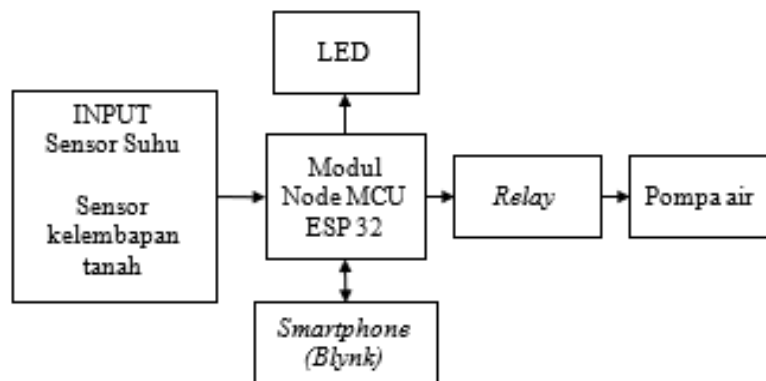 LED
INPUT
Sensor Suhu
Sensor
kelembapan
tanah
Modul
Node MCU
ESP 32
Relay
Pompa air
Smartphone
(Blynk)